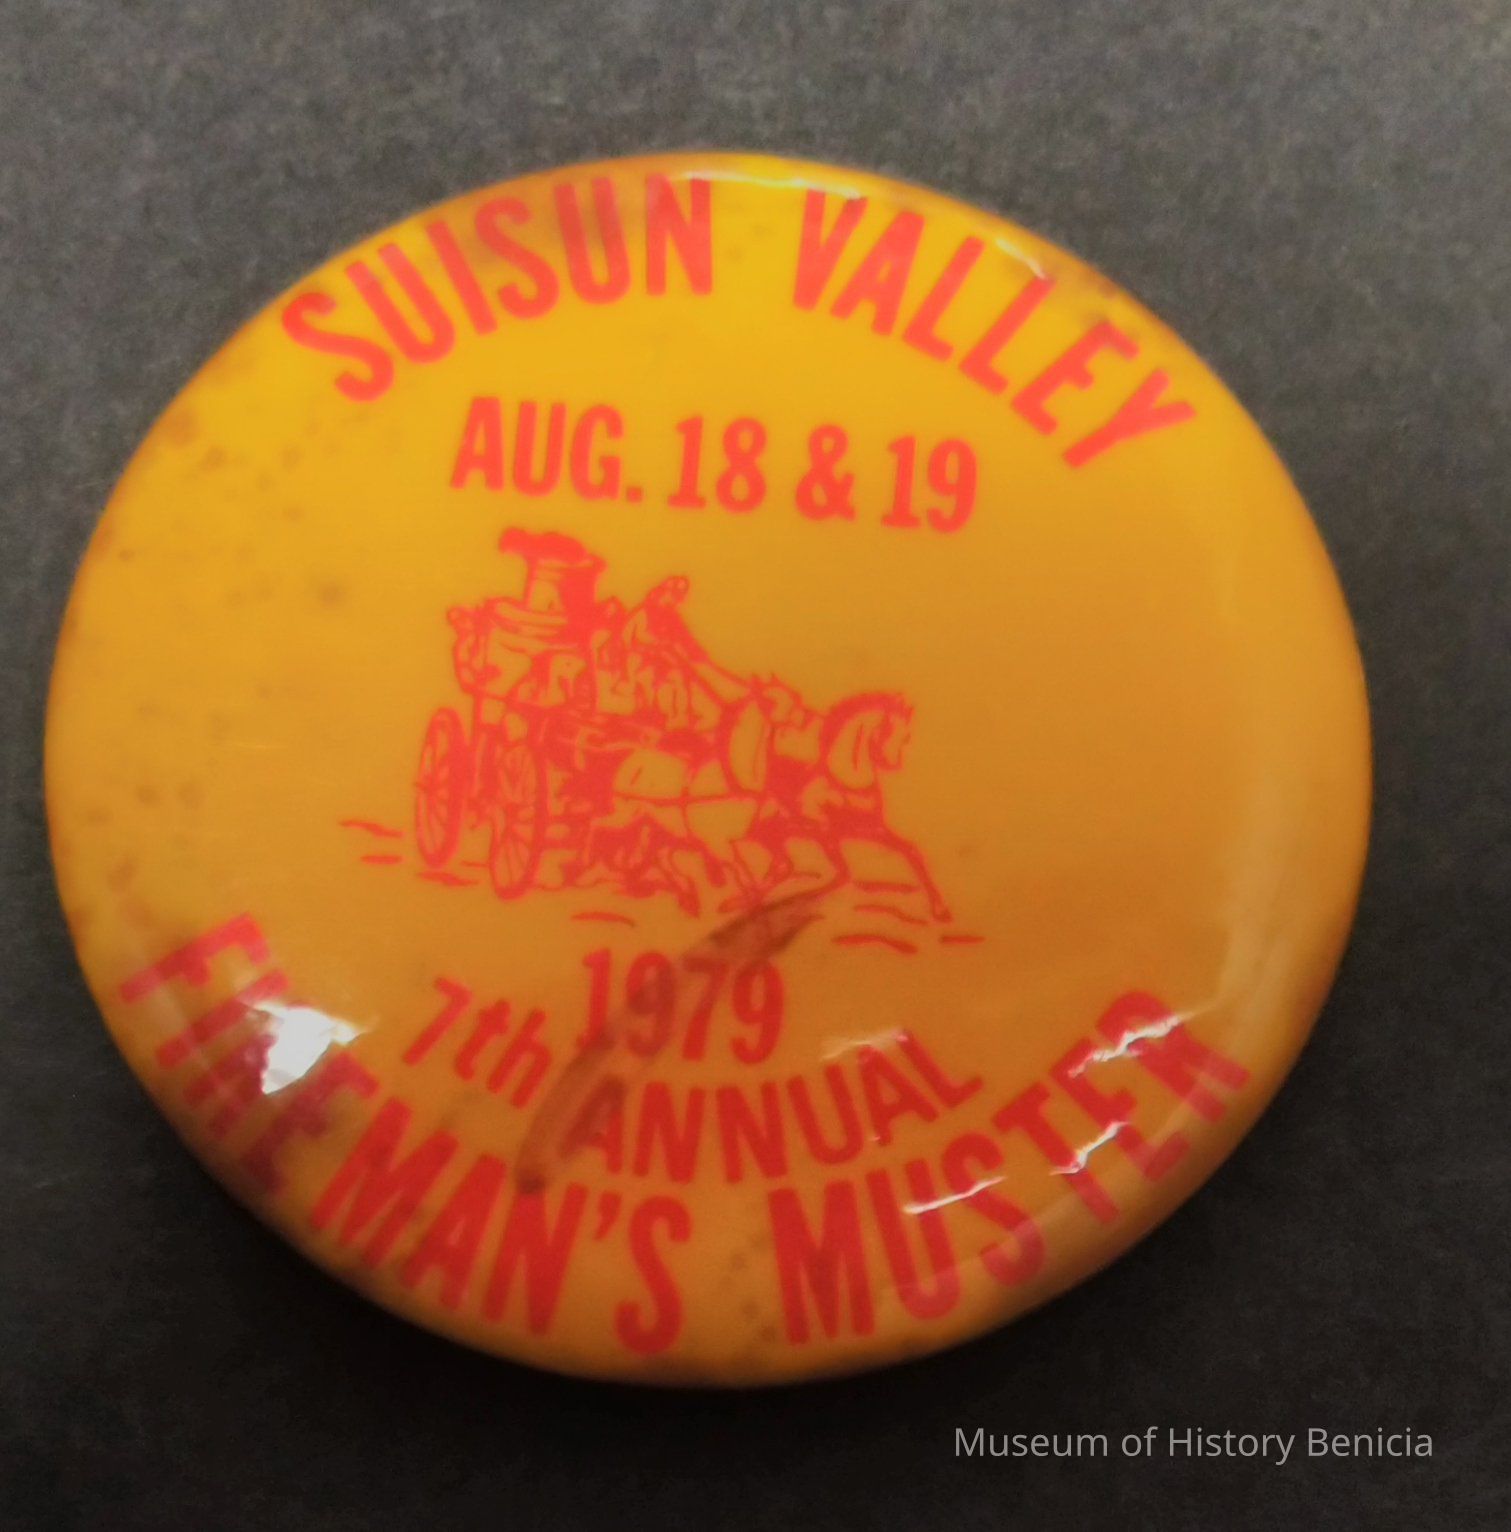 SUISUN VALLEY
AUG. 18 & 19
1979
7th ANNUAL
FIREMAN'S MUSTER
Museum of History Benicia